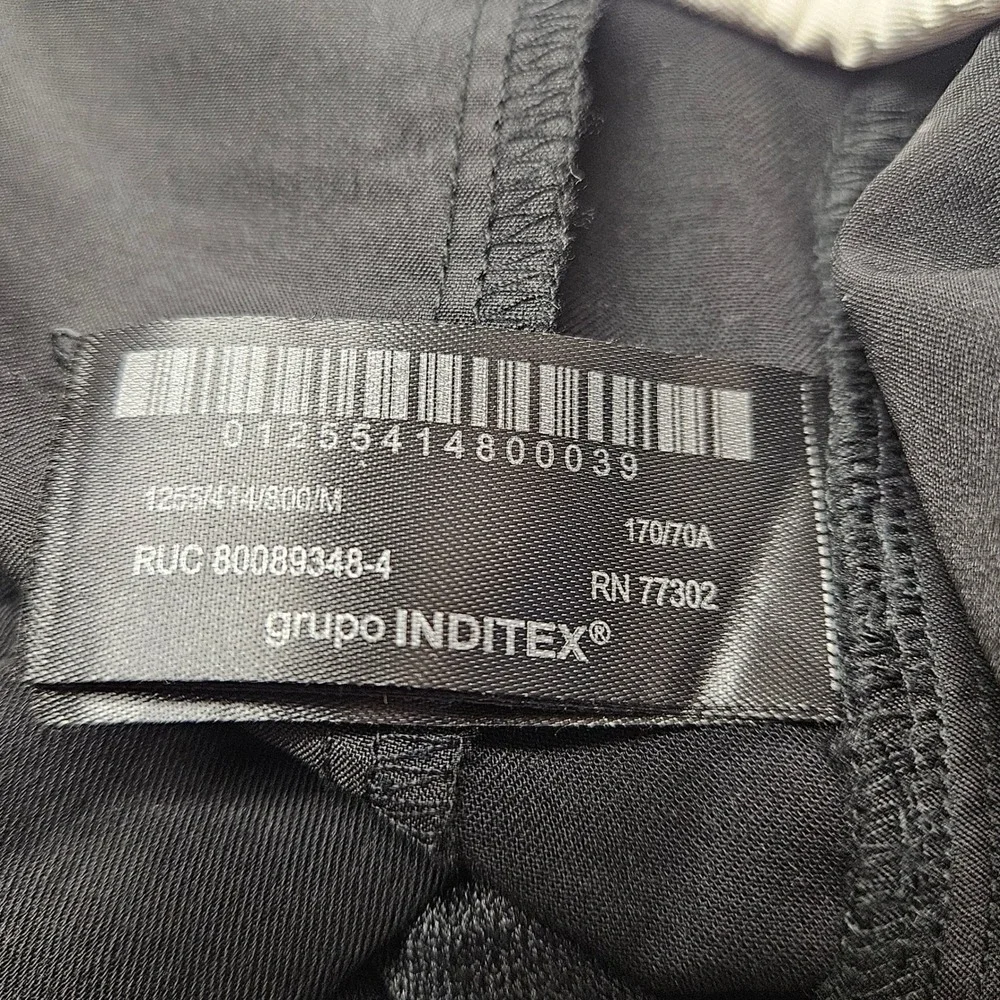 01255414800039
1255/414/800/M
170/70A
RUC 80089348-4
RN 77302
grupo INDITEX®